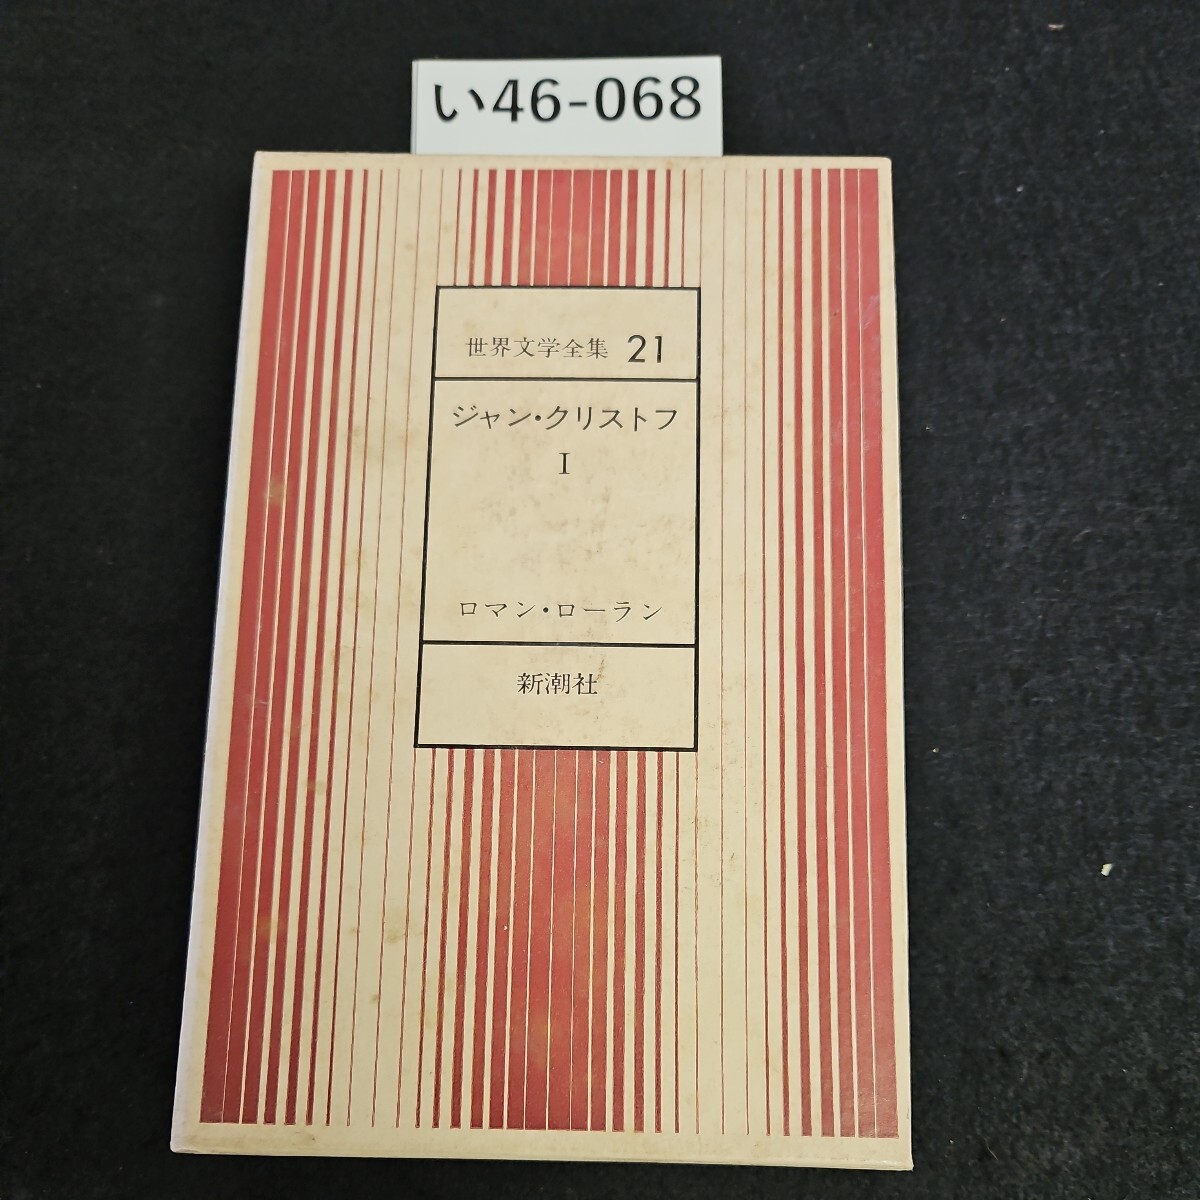 い46-068
世界文学全集 21
ジャン・クリストフ
I
ロマン・ローラン
新潮社